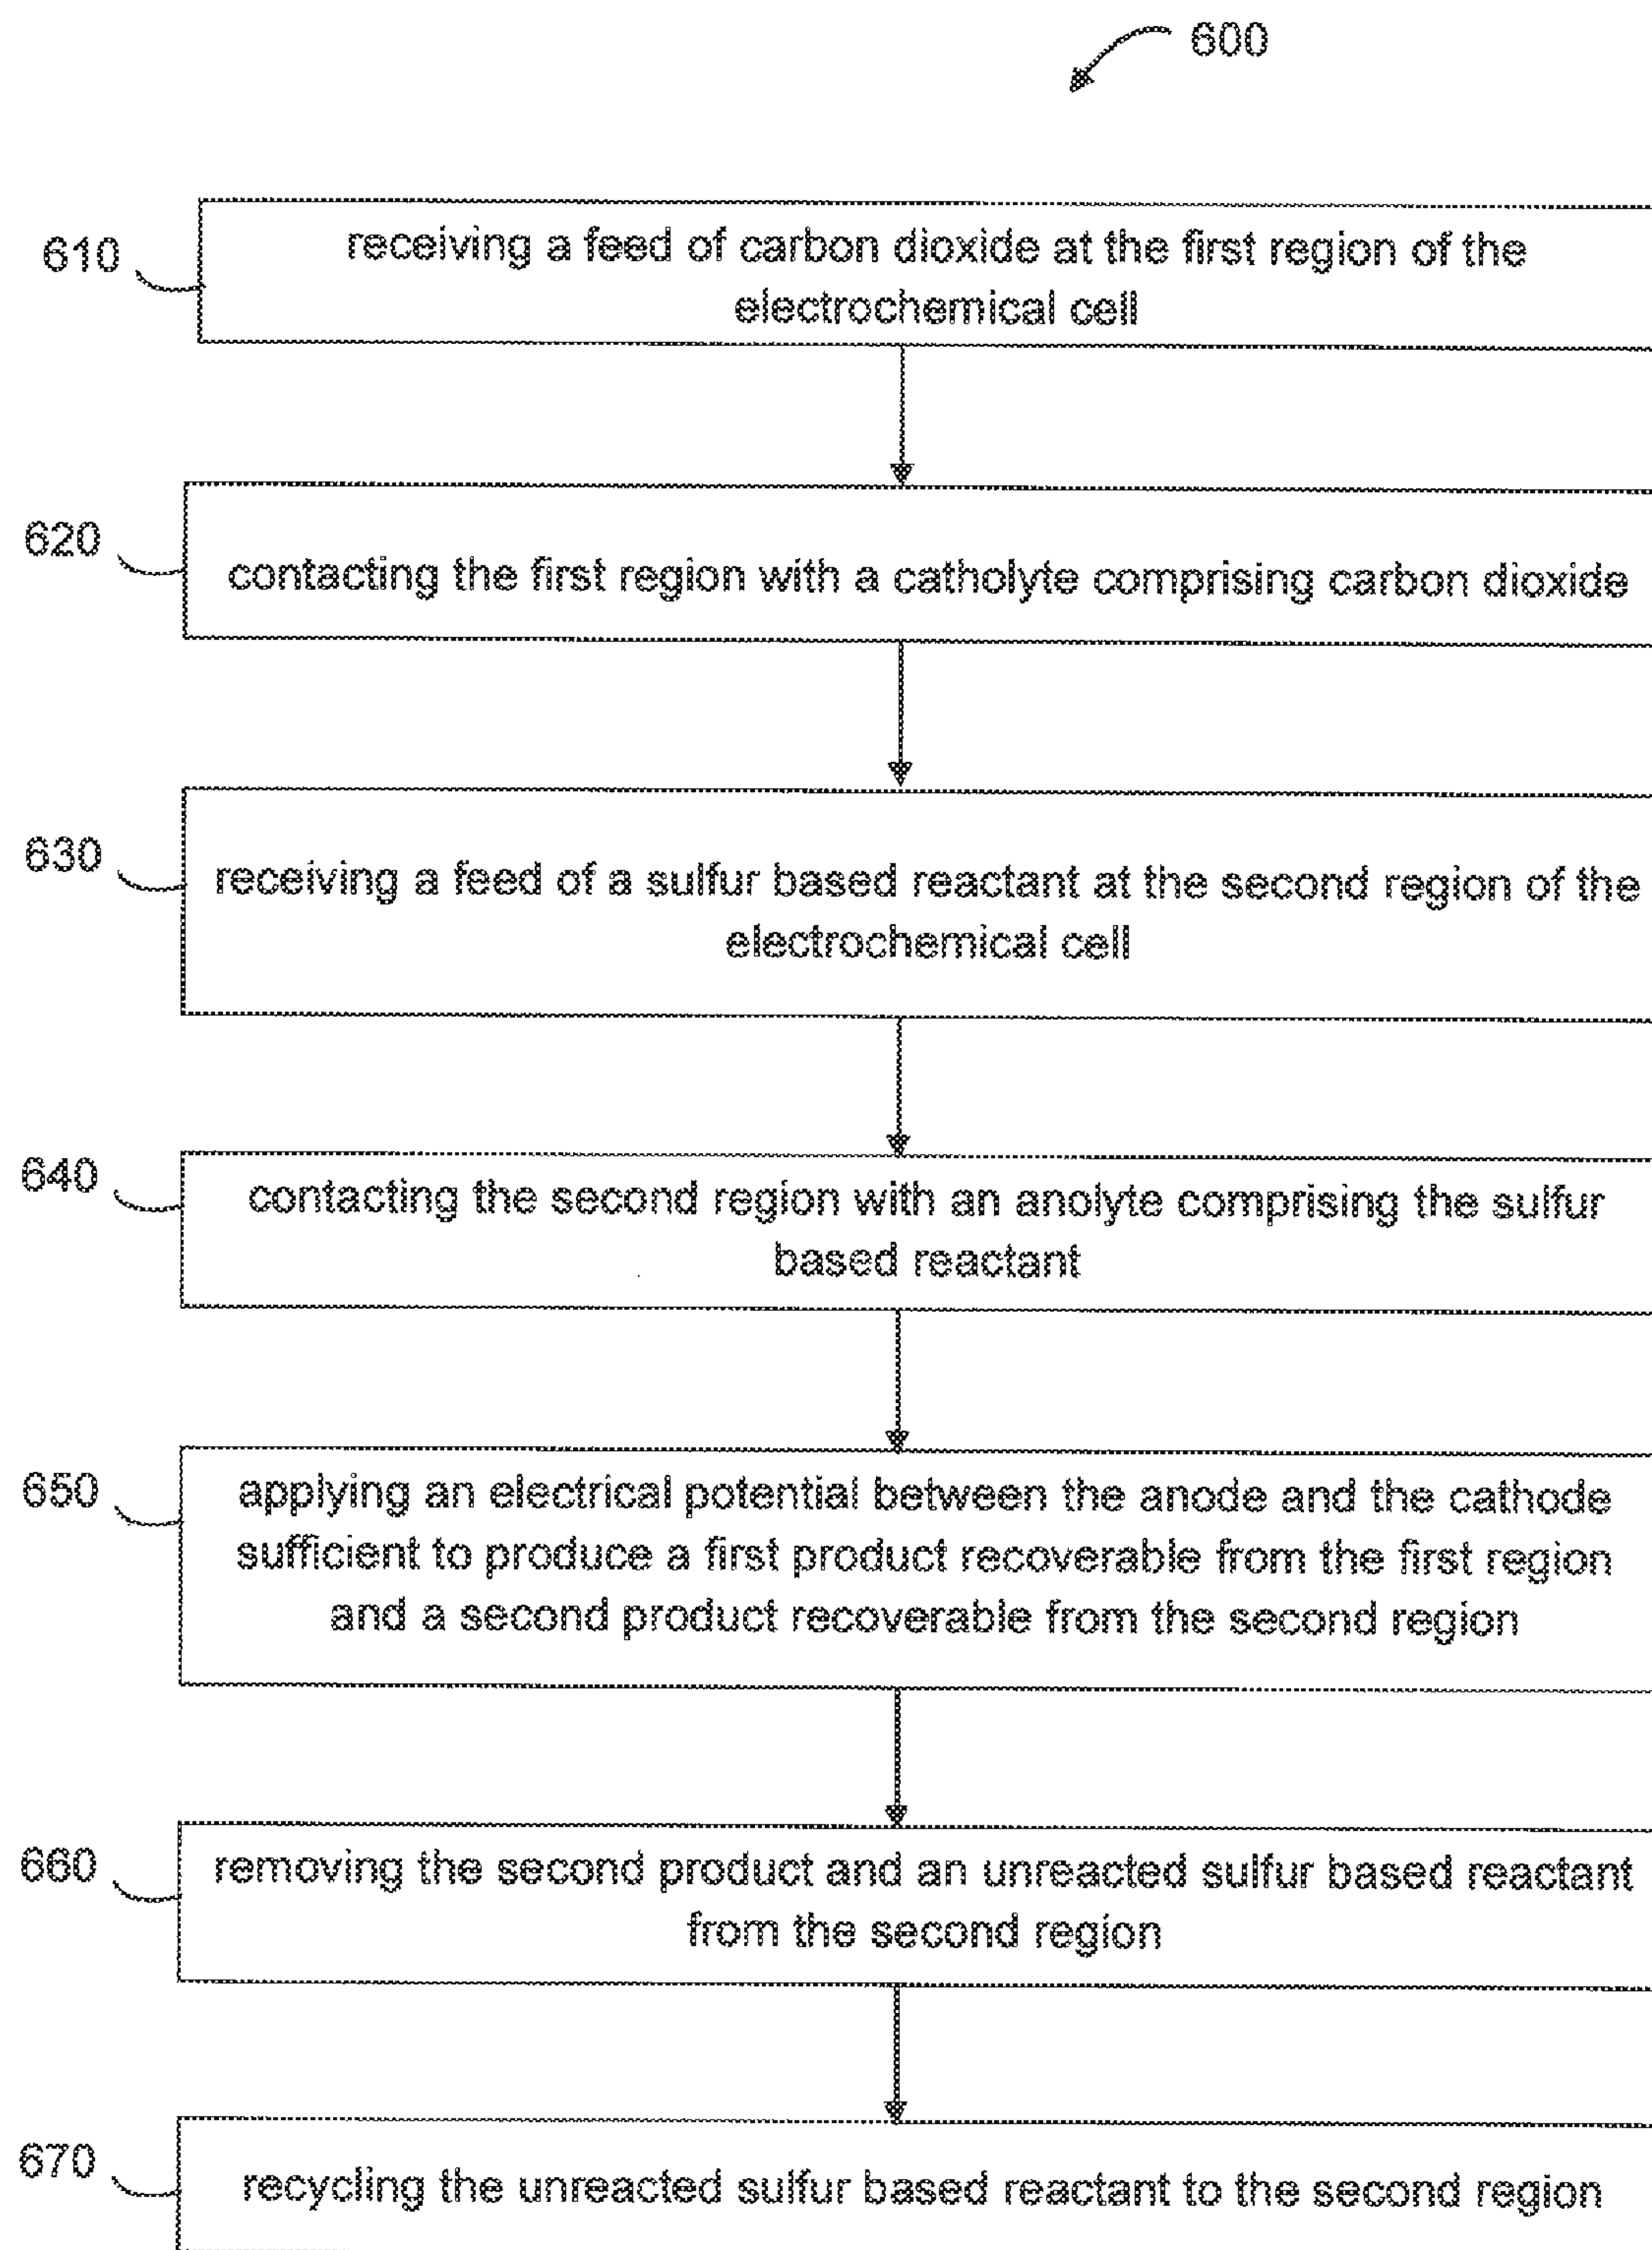 600
610
receiving a feed of carbon dioxide at the first region of the
electrochemical cell
620
contacting the first region with a catholyte comprising carbon dioxide
630
receiving a feed of a sulfur based reactant at the second region of the
electrochemical cell
640
contacting the second region with an anolyte comprising the sulfur
based reactant
650
applying an electrical potential between the anode and the cathode
sufficient to produce a first product recoverable from the first region
and a second product recoverable from the second region
660
removing the second product and an unreacted sulfur based reactant
from the second region
670
recycling the unreacted sulfur based reactant to the second region